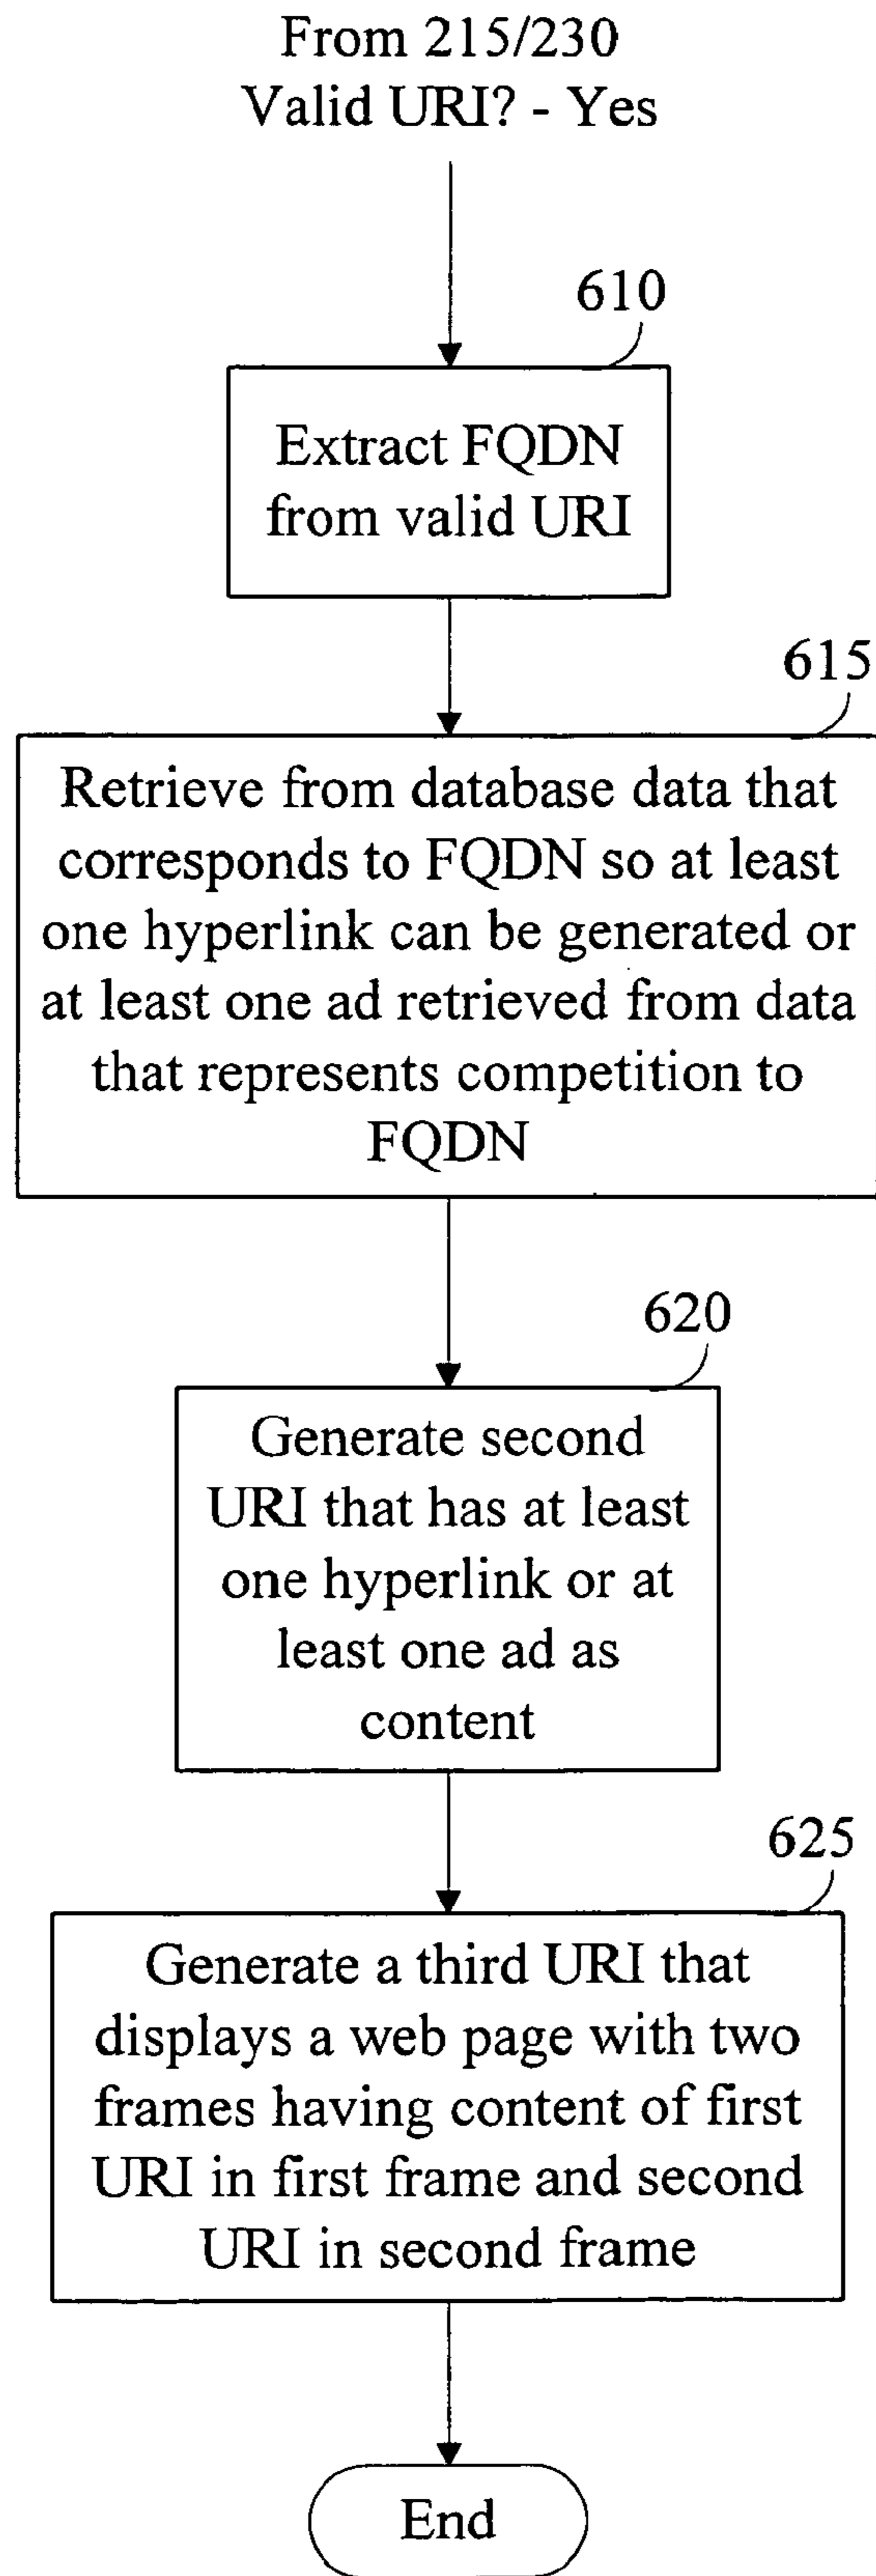 From 215/230
Valid URI? - Yes
610
Extract FQDN
from valid URI
615
Retrieve from database data that
corresponds to FQDN so at least
one hyperlink can be generated or
at least one ad retrieved from data
that represents competition to
FQDN
620
Generate second
URI that has at least
one hyperlink or at
least one ad as
content
625
Generate a third URI that
displays a web page with two
frames having content of first
URI in first frame and second
URI in second frame
End